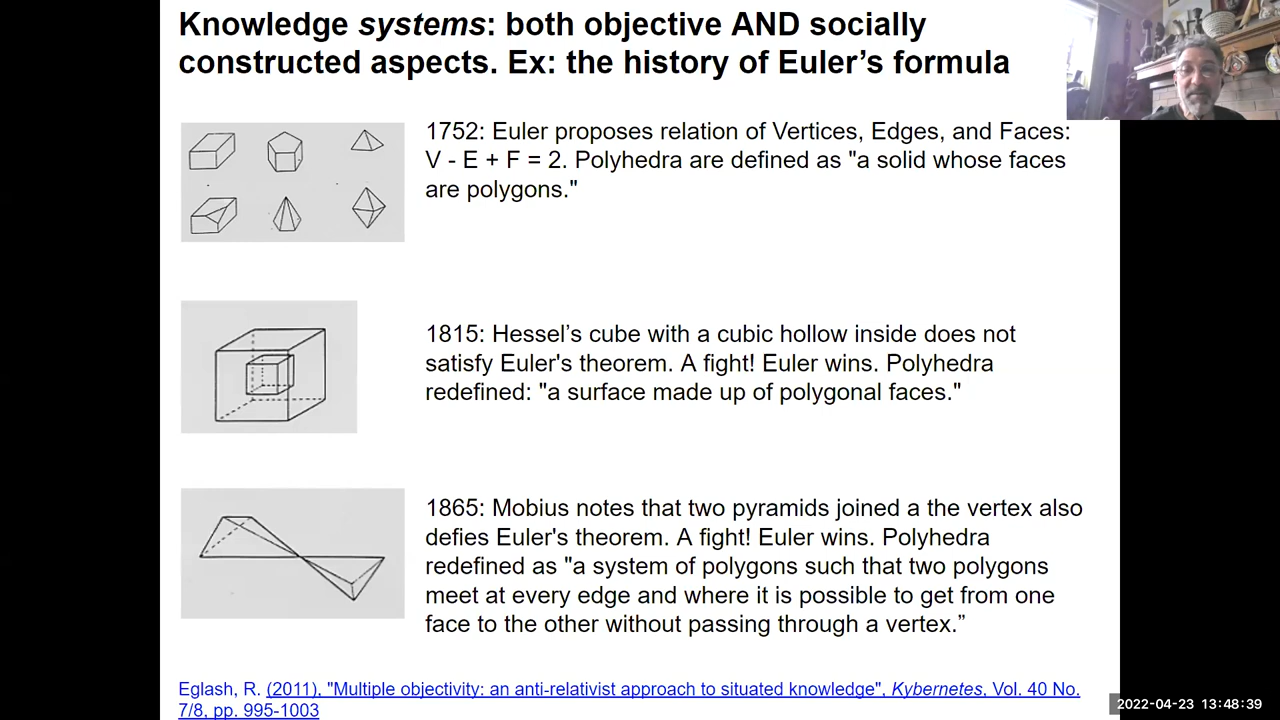 Knowledge systems: both objective AND socially
constructed aspects. Ex: the history of Euler’s formula
1752: Euler proposes relation of Vertices, Edges, and Faces:
V - E + F = 2. Polyhedra are defined as "a solid whose faces
are polygons."
1815: Hessel’s cube with a cubic hollow inside does not
satisfy Euler's theorem. A fight! Euler wins. Polyhedra
redefined: "a surface made up of polygonal faces."
1865: Mobius notes that two pyramids joined a the vertex also
defies Euler's theorem. A fight! Euler wins. Polyhedra
redefined as "a system of polygons such that two polygons
meet at every edge and where it is possible to get from one
face to the other without passing through a vertex.”
Eglash, R. (2011), "Multiple objectivity: an anti-relativist approach to situated knowledge", Kybernetes, Vol. 40 No.
7/8, pp. 995-1003
2022-04-23 13:48:39